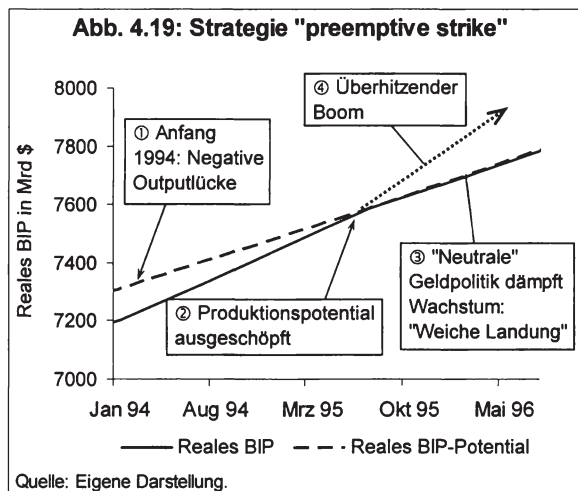 Abb. 4.19: Strategie "preemptive strike"
Reales BIP in Mrd $
8000
7800
7600
7400
7200
7000
① Anfang
1994: Negative
Outputlücke
④ Überhitzender
Boom
② Produktionspotential
ausgeschöpft
③ "Neutrale"
Geldpolitik dämpft
Wachstum:
"Weiche Landung"
Jan 94 Aug 94 Mrz 95 Okt 95 Mai 96
Reales BIP Reales BIP-Potential
Quelle: Eigene Darstellung.